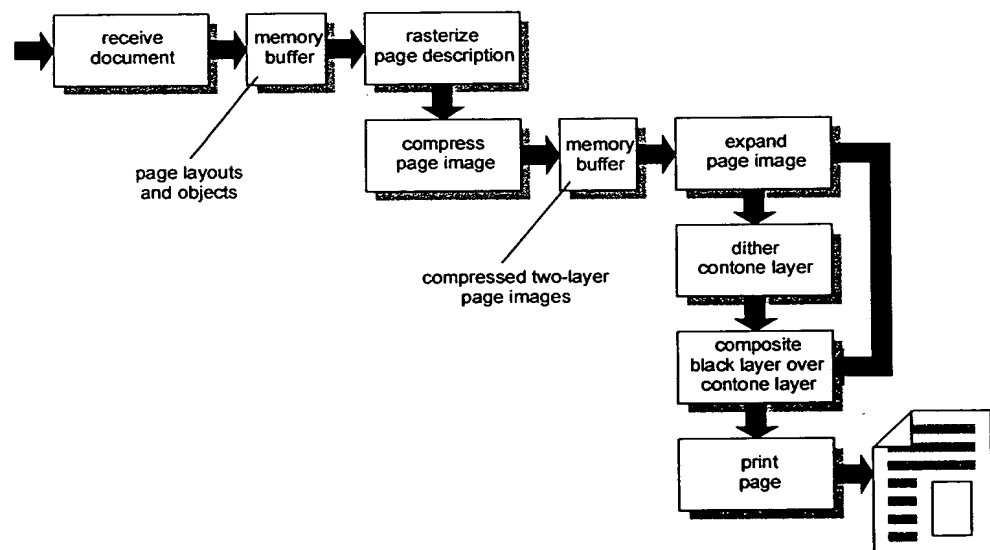 receive
document
memory
buffer
rasterize
page description
page layouts
and objects
compress
page image
memory
buffer
expand
page image
compressed two-layer
page images
dither
contone layer
composite
black layer over
contone layer
print
page